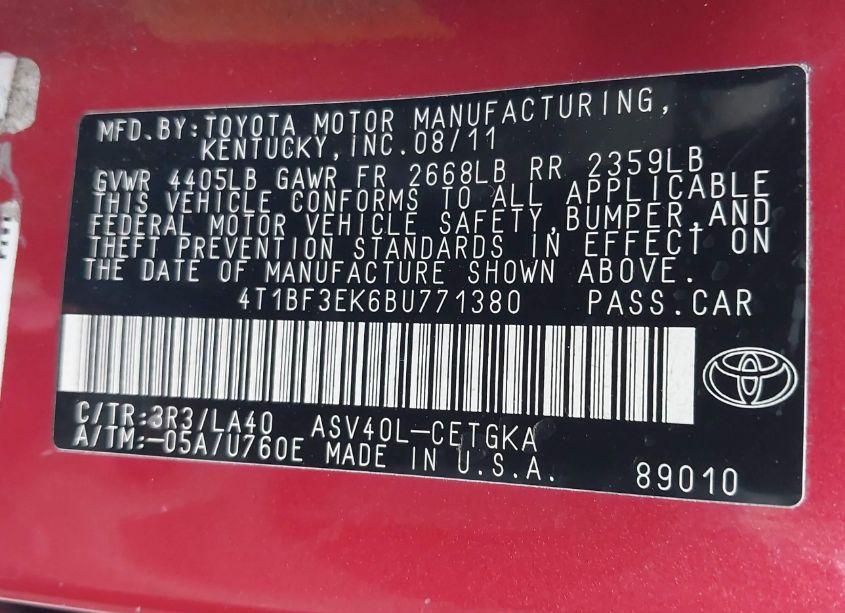 MFD. BY: TOYOTA MOTOR MANUFACTURING,
KENTUCKY, INC. 08/11
GVWR 4405LB GAWR FR 2668LB RR 2359LB
THIS VEHICLE CONFORMS TO ALL APPLICABLE
FEDERAL MOTOR VEHICLE SAFETY, BUMPER, AND
THEFT PREVENTION STANDARDS IN EFFECT ON
THE DATE OF MANUFACTURE SHOWN ABOVE.
4T1BF3EK6BU771380 PASS. CAR
C/TR: 3R3/LA40 ASV40L-CETGKA
A/TM: -05A/U760E MADE IN U.S.A.
89010